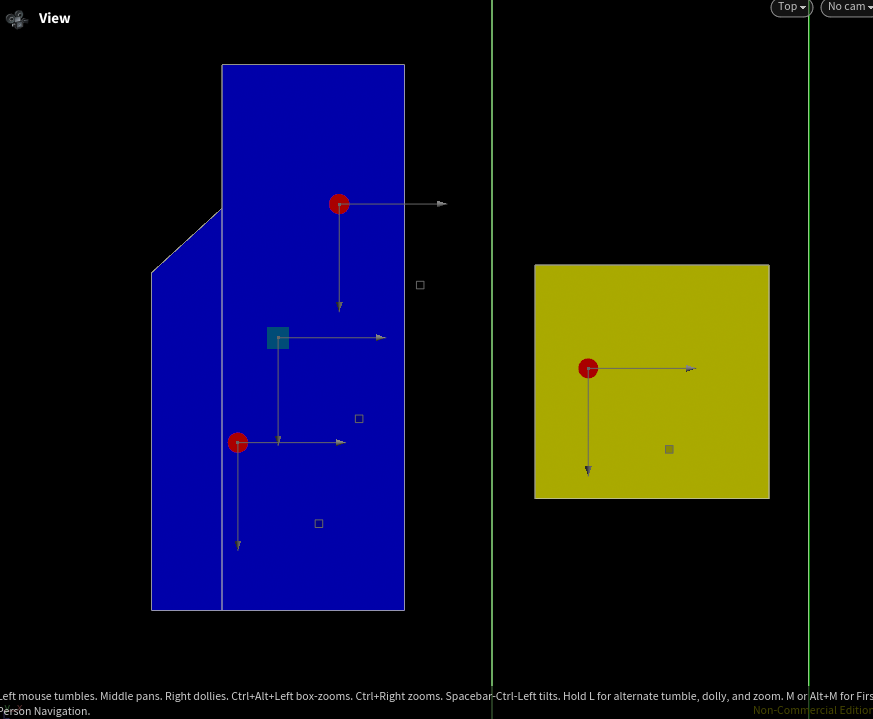 View
Top
No cam
Left mouse tumbles. Middle pans. Right dollies. Ctrl+Alt+Left box-zooms. Ctrl+Right zooms. Spacebar-Ctrl-Left tilts. Hold L for alternate tumble, dolly, and zoom. M or Alt+M for Firs
Person Navigation.
Non-Commercial Edition